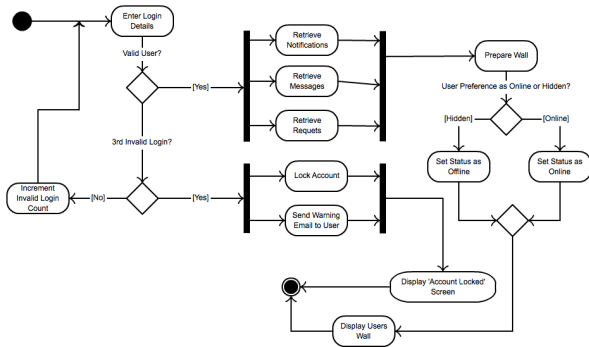 Enter Login
Details
Valid User?
[Yes]
Retrieve
Notifications
Retrieve
Messages
Retrieve
Requets
Prepare Wall
User Preference as Online or Hidden?
[Hidden]
[Online]
Set Status as
Offline
Set Status as
Online
3rd Invalid Login?
Increment
Invalid Login
Count
[No]
[Yes]
Lock Account
Send Warning
Email to User
Display 'Account Locked'
Screen
Display Users
Wall